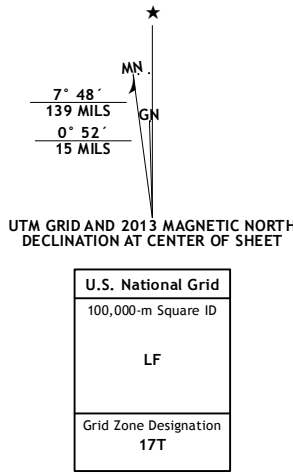 ★
MN
7° 48´
139 MILS
GN
0° 52´
15 MILS
UTM GRID AND 2013 MAGNETIC NORTH
DECLINATION AT CENTER OF SHEET
U.S. National Grid
100,000-m Square ID
LF
Grid Zone Designation
17T